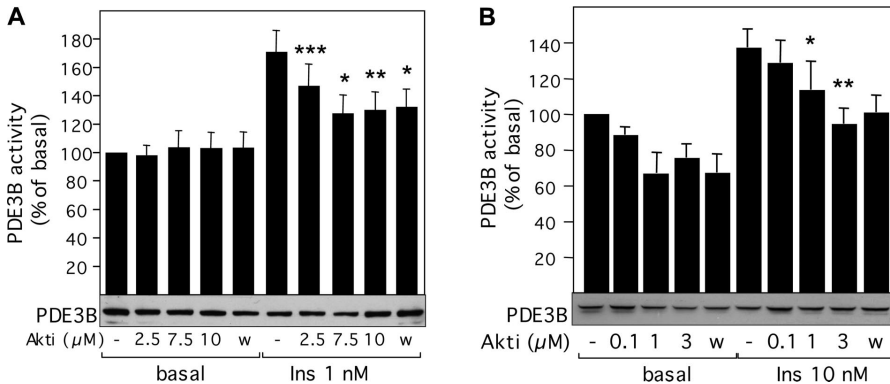 A
PDE3B activity
(% of basal)
180
160
140
120
100
80
60
40
20
***
*
**
*
PDE3B
Akti (µM) - 2.5 7.5 10 w - 2.5 7.5 10 w
basal Ins 1 nM
B
PDE3B activity
(% of basal)
140
120
100
80
60
40
20
*
**
PDE3B
Akti (µM) - 0.1 1 3 w - 0.1 1 3 w
basal Ins 10 nM